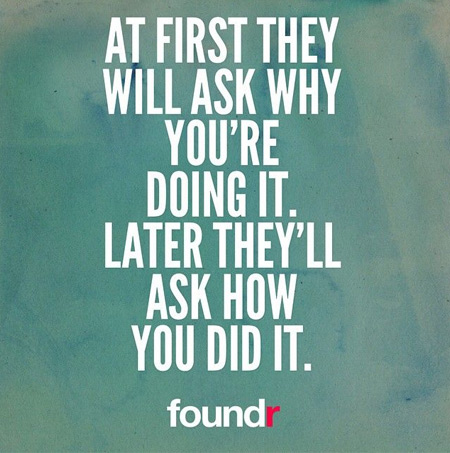 AT FIRST THEY
WILL ASK WHY
YOU'RE
DOING IT.
LATER THEY'LL
ASK HOW
YOU DID IT.
foundr